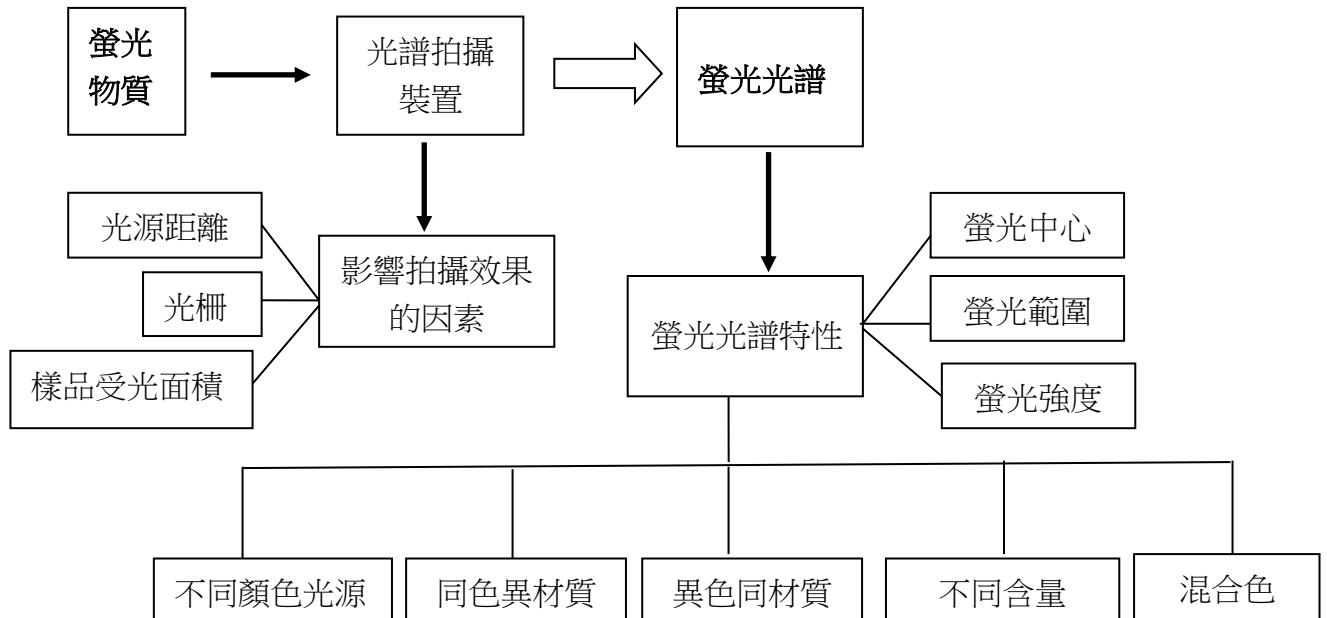 螢光
物質
光譜拍攝
裝置
螢光光譜
光源距離
光柵
樣品受光面積
影響拍攝效果
的因素
螢光光譜特性
螢光中心
螢光範圍
螢光強度
不同顏色光源
同色異材質
異色同材質
不同含量
混合色